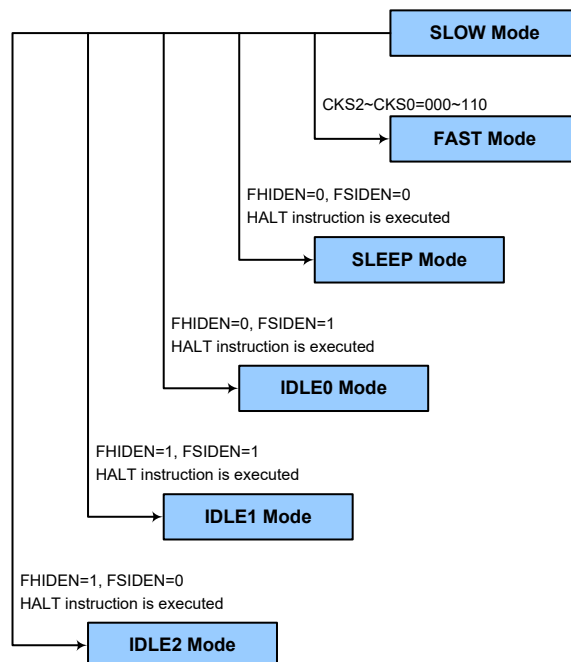 SLOW Mode
CKS2~CKS0=000~110
FAST Mode
FHIDEN=0, FSIDEN=0
HALT instruction is executed
SLEEP Mode
FHIDEN=0, FSIDEN=1
HALT instruction is executed
IDLE0 Mode
FHIDEN=1, FSIDEN=1
HALT instruction is executed
IDLE1 Mode
FHIDEN=1, FSIDEN=0
HALT instruction is executed
IDLE2 Mode